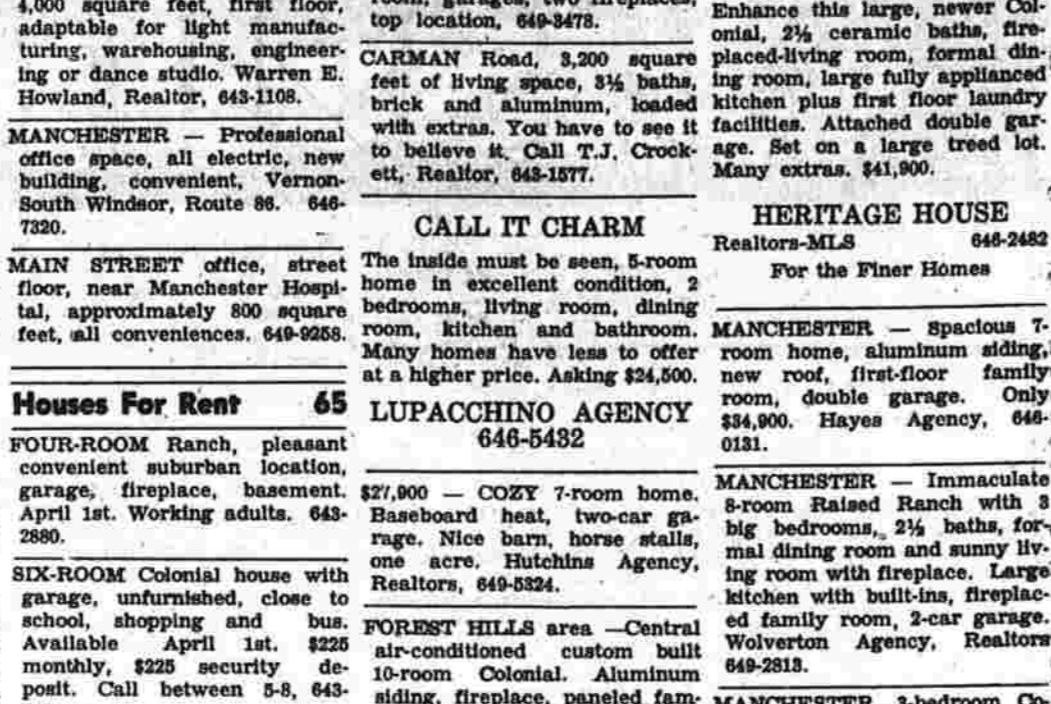 4,000 square feet, first floor,
adaptable for light manufac-
turing, warehousing, engineer-
ing or dance studio. Warren E.
Howland, Realtor, 643-1108.
MANCHESTER — Professional
office space, all electric, new
building, convenient, Vernon-
South Windsor, Route 86. 646-
7320.
MAIN STREET office, street
floor, near Manchester Hospi-
tal, approximately 800 square
feet, all conveniences. 649-9258.
Houses For Rent 65
FOUR-ROOM Ranch, pleasant
convenient suburban location,
garage, fireplace, basement.
April 1st. Working adults. 643-
2880.
SIX-ROOM Colonial house with
garage, unfurnished, close to
school, shopping and bus.
Available April 1st. $225
monthly, $225 security de-
posit. Call between 5-8, 643-
room, garages, two fireplaces,
top location, 649-3478.
CARMAN Road, 3,200 square
feet of living space, 3½ baths,
brick and aluminum, loaded
with extras. You have to see it
to believe it. Call T.J. Crock-
ett, Realtor, 643-1577.
CALL IT CHARM
The inside must be seen, 5-room
home in excellent condition, 2
bedrooms, living room, dining
room, kitchen and bathroom.
Many homes have less to offer
at a higher price. Asking $24,500.
LUPACCHINO AGENCY
646-5432
$27,900 — COZY 7-room home.
Baseboard heat, two-car ga-
rage. Nice barn, horse stalls,
one acre. Hutchins Agency,
Realtors, 649-5324.
FOREST HILLS area —Central
air-conditioned custom built
10-room Colonial. Aluminum
siding, fireplace, paneled fam-
Enhance this large, newer Col-
onial, 2½ ceramic baths, fire-
placed-living room, formal din-
ing room, large fully applianced
kitchen plus first floor laundry
facilities. Attached double gar-
age. Set on a large treed lot.
Many extras. $41,900.
HERITAGE HOUSE
Realtors-MLS 646-2482
For the Finer Homes
MANCHESTER — Spacious 7-
room home, aluminum siding,
new roof, first-floor family
room, double garage. Only
$34,900. Hayes Agency, 646-
0131.
MANCHESTER — Immaculate
8-room Raised Ranch with 3
big bedrooms, 2½ baths, for-
mal dining room and sunny liv-
ing room with fireplace. Large
kitchen with built-ins, fireplac-
ed family room, 2-car garage.
Wolverton Agency, Realtors
649-2813.
MANCHESTER 3-bedroom Co-